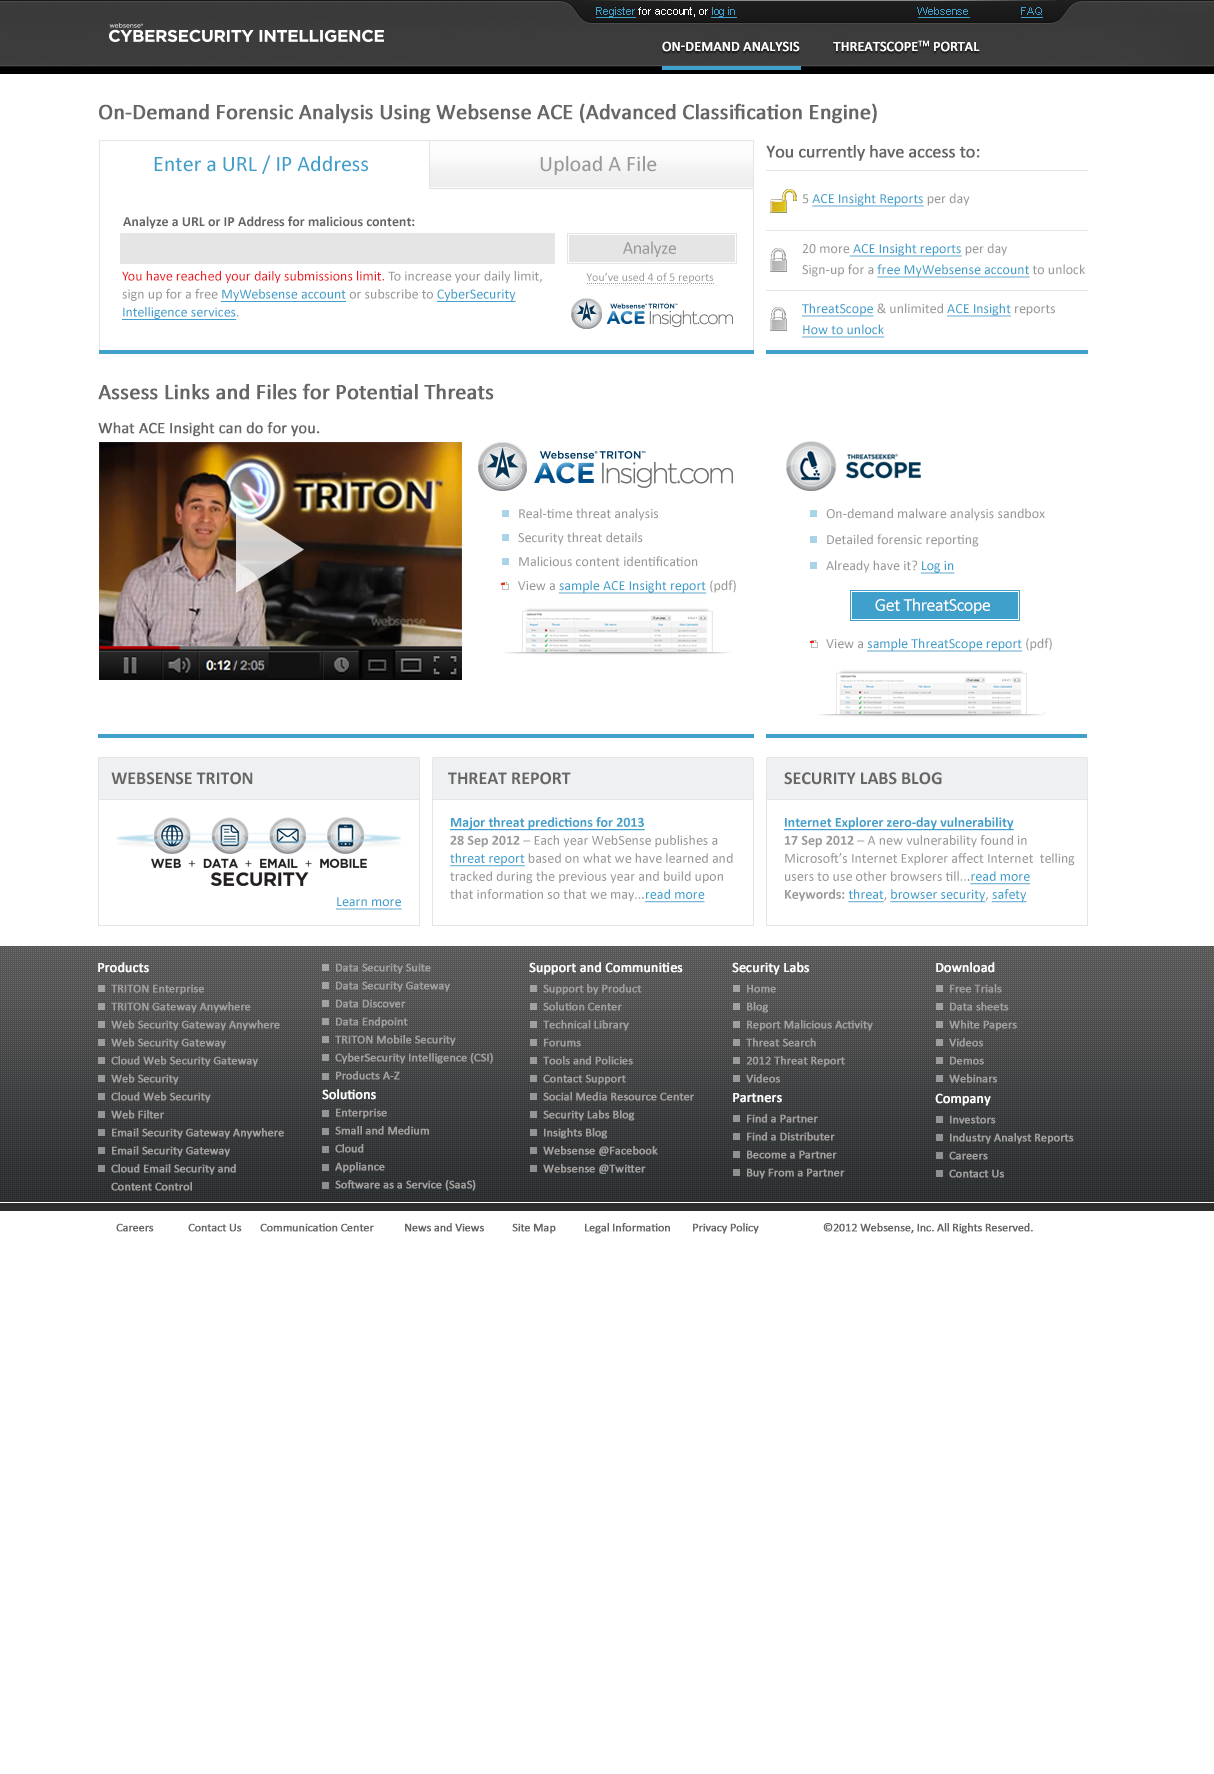 Register for account, or log in
Websense
FAQ
websense®
CYBERSECURITY INTELLIGENCE
ON-DEMAND ANALYSIS
THREATSCOPE™ PORTAL
On-Demand Forensic Analysis Using Websense ACE (Advanced Classification Engine)
Enter a URL / IP Address
Upload A File
Analyze a URL or IP Address for malicious content:
Analyze
You have reached your daily submissions limit. To increase your daily limit,
sign up for a free MyWebsense account or subscribe to CyberSecurity
Intelligence services.
You've used 4 of 5 reports
Websense® TRITON™
ACE Insight.com
You currently have access to:
5 ACE Insight Reports per day
20 more ACE Insight reports per day
Sign-up for a free MyWebsense account to unlock
ThreatScope & unlimited ACE Insight reports
How to unlock
Assess Links and Files for Potential Threats
What ACE Insight can do for you.
TRITON™
websense
0:12 / 2:05
Websense® TRITON™
ACE Insight.com
Real-time threat analysis
Security threat details
Malicious content identification
View a sample ACE Insight report (pdf)
THREATSEEKER®
SCOPE
On-demand malware analysis sandbox
Detailed forensic reporting
Already have it? Log in
Get ThreatScope
View a sample ThreatScope report (pdf)
WEBSENSE TRITON
WEB + DATA + EMAIL + MOBILE
SECURITY
Learn more
THREAT REPORT
Major threat predictions for 2013
28 Sep 2012 – Each year WebSense publishes a
threat report based on what we have learned and
tracked during the previous year and build upon
that information so that we may...read more
SECURITY LABS BLOG
Internet Explorer zero-day vulnerability
17 Sep 2012 – A new vulnerability found in
Microsoft's Internet Explorer affect Internet telling
users to use other browsers till...read more
Keywords: threat, browser security, safety
Products
TRITON Enterprise
TRITON Gateway Anywhere
Web Security Gateway Anywhere
Web Security Gateway
Cloud Web Security Gateway
Web Security
Cloud Web Security
Web Filter
Email Security Gateway Anywhere
Email Security Gateway
Cloud Email Security and
Content Control
Data Security Suite
Data Security Gateway
Data Discover
Data Endpoint
TRITON Mobile Security
CyberSecurity Intelligence (CSI)
Products A-Z
Solutions
Enterprise
Small and Medium
Cloud
Appliance
Software as a Service (SaaS)
Support and Communities
Support by Product
Solution Center
Technical Library
Forums
Tools and Policies
Contact Support
Social Media Resource Center
Security Labs Blog
Insights Blog
Websense @Facebook
Websense @Twitter
Security Labs
Home
Blog
Report Malicious Activity
Threat Search
2012 Threat Report
Videos
Partners
Find a Partner
Find a Distributer
Become a Partner
Buy From a Partner
Download
Free Trials
Data sheets
White Papers
Videos
Demos
Webinars
Company
Investors
Industry Analyst Reports
Careers
Contact Us
Careers
Contact Us
Communication Center
News and Views
Site Map
Legal Information
Privacy Policy
©2012 Websense, Inc. All Rights Reserved.